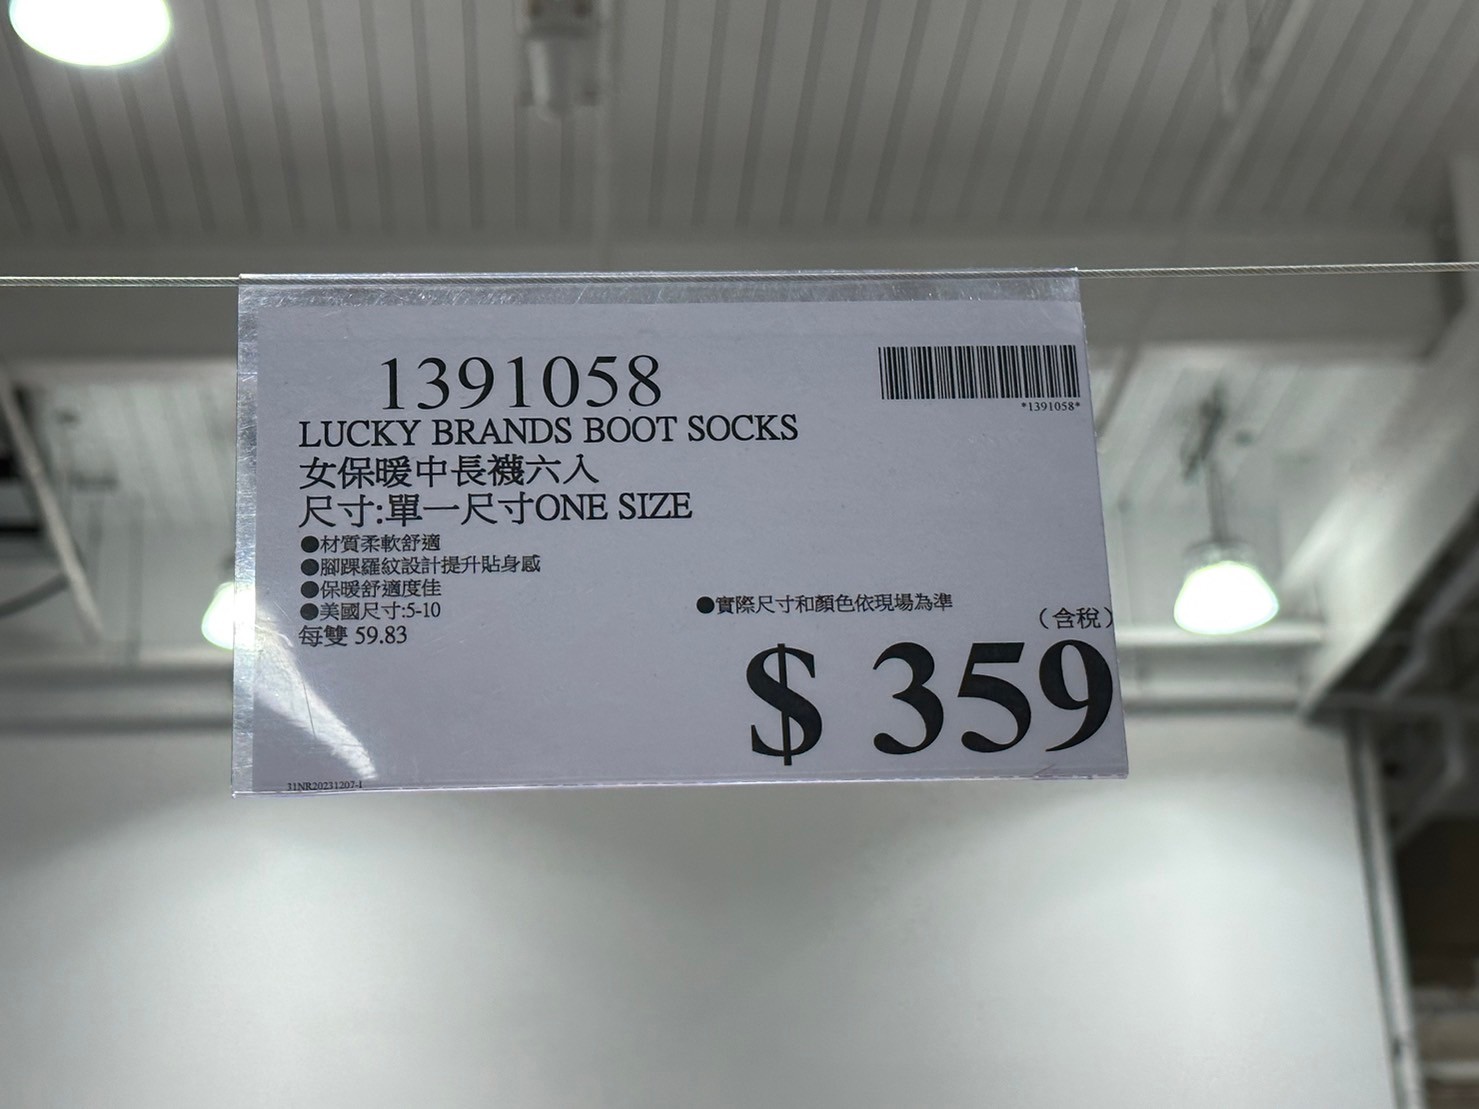 1391058
*1391058*
LUCKY BRANDS BOOT SOCKS
女保暖中長襪六入
尺寸:單一尺寸ONE SIZE
●材質柔軟舒適
●腳踝羅紋設計提升貼身感
●保暖舒適度佳
●美國尺寸:5-10
●實際尺寸和顏色依現場為準
每雙 59.83
(含稅)
$ 359
31NR20231207-1